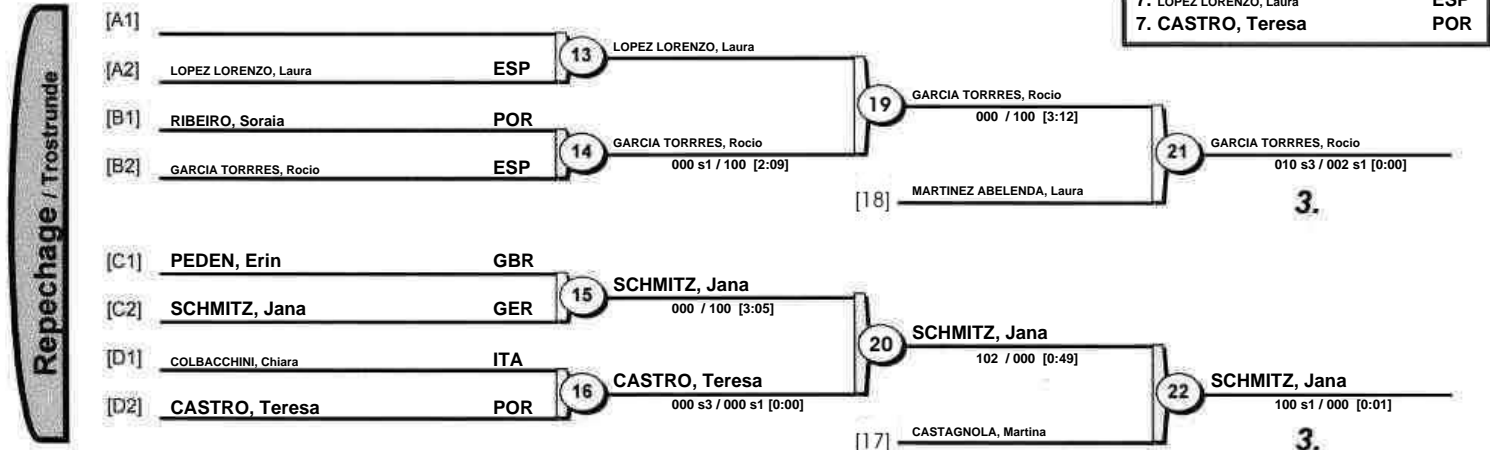 7. LOPEZ LORENZO, Laura ESP
7. CASTRO, Teresa POR
Repechage / Trostrunde
[A1]
[A2] LOPEZ LORENZO, Laura ESP
13 LOPEZ LORENZO, Laura
[B1] RIBEIRO, Soraia POR
[B2] GARCIA TORRRES, Rocio ESP
14 GARCIA TORRRES, Rocio
000 s1 / 100 [2:09]
19 GARCIA TORRRES, Rocio
000 / 100 [3:12]
[18] MARTINEZ ABELENDA, Laura
21 GARCIA TORRRES, Rocio
010 s3 / 002 s1 [0:00]
3.
[C1] PEDEN, Erin GBR
[C2] SCHMITZ, Jana GER
15 SCHMITZ, Jana
000 / 100 [3:05]
[D1] COLBACCHINI, Chiara ITA
[D2] CASTRO, Teresa POR
16 CASTRO, Teresa
000 s3 / 000 s1 [0:00]
20 SCHMITZ, Jana
102 / 000 [0:49]
[17] CASTAGNOLA, Martina
22 SCHMITZ, Jana
100 s1 / 000 [0:01]
3.